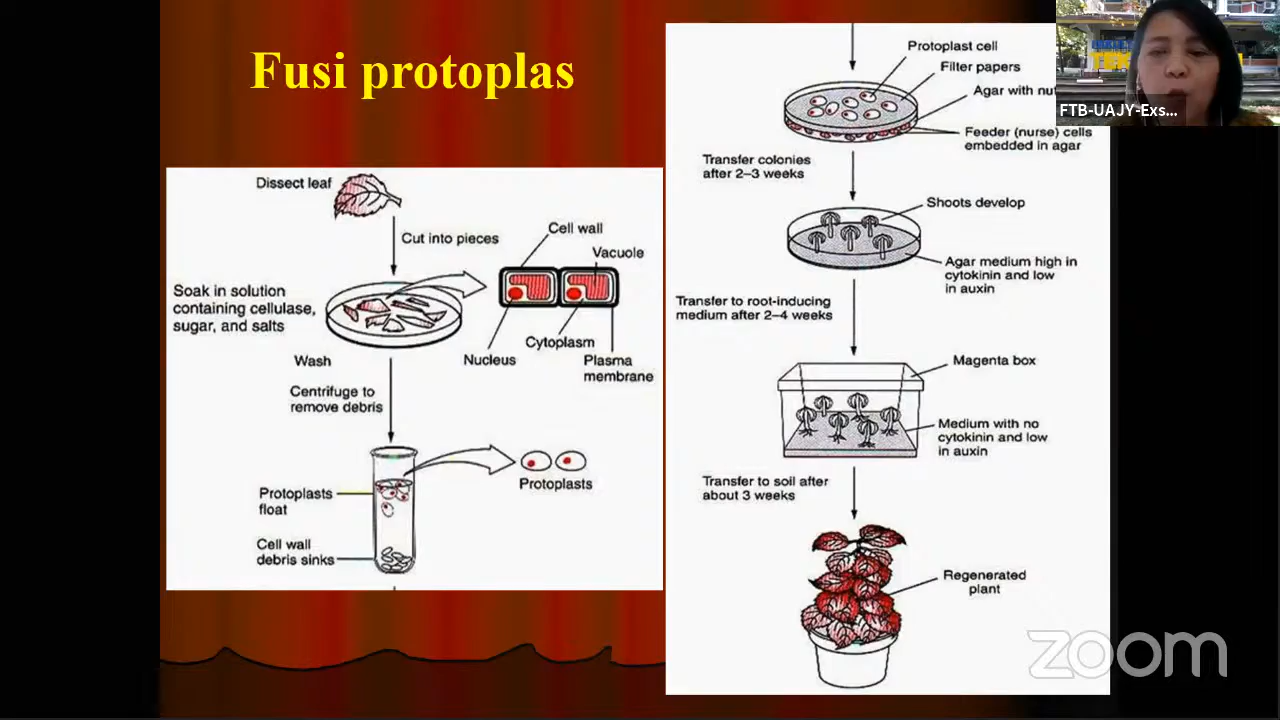 Fusi protoplas
Dissect leaf
Cut into pieces
Cell wall
Vacuole
Soak in solution
containing cellulase,
sugar, and salts
Nucleus
Cytoplasm
Plasma
membrane
Wash
Centrifuge to
remove debris
Protoplasts
Protoplasts
float
Cell wall
debris sinks
Protoplast cell
Filter papers
Agar with nut
Feeder (nurse) cells
embedded in agar
Transfer colonies
after 2–3 weeks
Shoots develop
Agar medium high in
cytokinin and low
in auxin
Transfer to root-inducing
medium after 2–4 weeks
Magenta box
Medium with no
cytokinin and low
in auxin
Transfer to soil after
about 3 weeks
Regenerated
plant
FTB-UAJY-Exs...
zoom